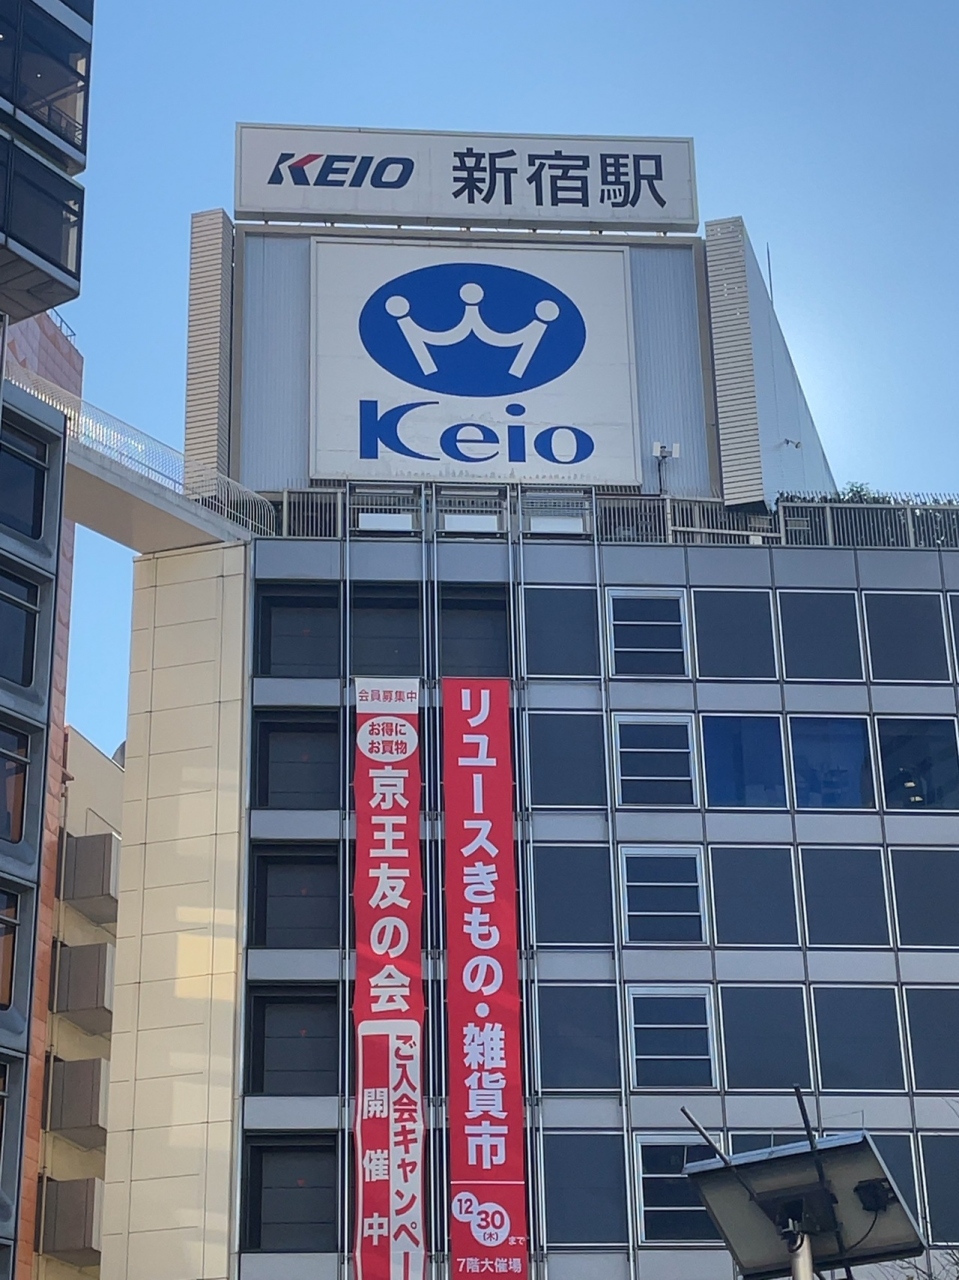 KEIO 新宿駅
Keio
会員募集中
お得に
お買物
京王友の会
ご入会キャンペー
開催中
リユースきもの・雑貨市
12
30
(木)
まで
7階大催場